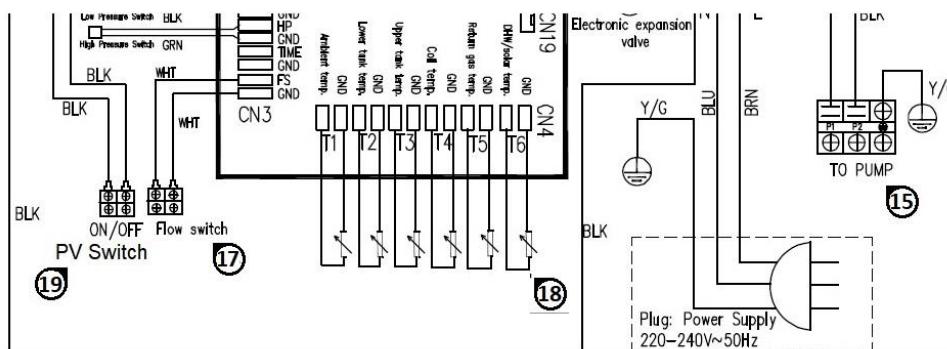 Low Pressure Switch BLK
High Pressure Switch GRN
GND
HP
GND
TIME
GND
FS
GND
CN3
CN19
Electronic expansion
valve
N
BLK
BLK
BLK
WHT
WHT
Ambient temp.
GND
Lower tank temp.
GND
Upper tank temp.
GND
Coil temp.
GND
Return gas temp.
GND
DHW/solar temp.
GND
T1 T2 T3 T4 T5 T6
CN4
Y/G
BLU
BRN
BLK
Y/G
P1 P2
TO PUMP
15
BLK
ON/OFF Flow switch
PV Switch
19
17
18
BLK
Plug: Power Supply
220-240V~50Hz